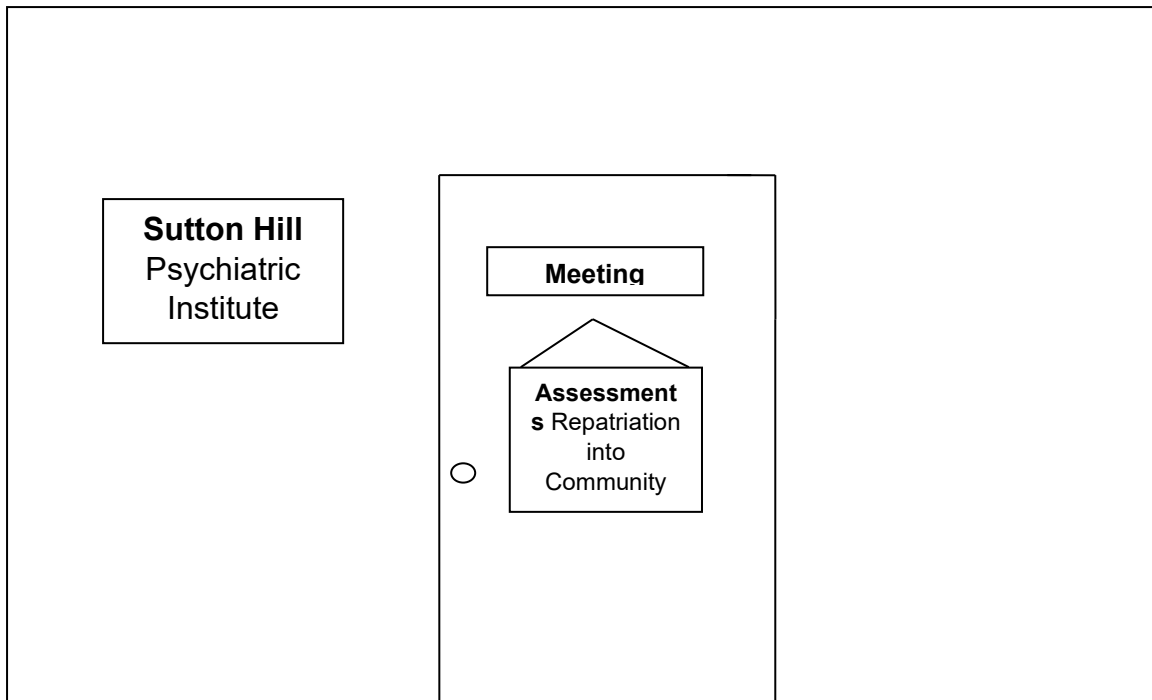 Sutton Hill
Psychiatric
Institute
Meeting
Assessment
s Repatriation
into
Community